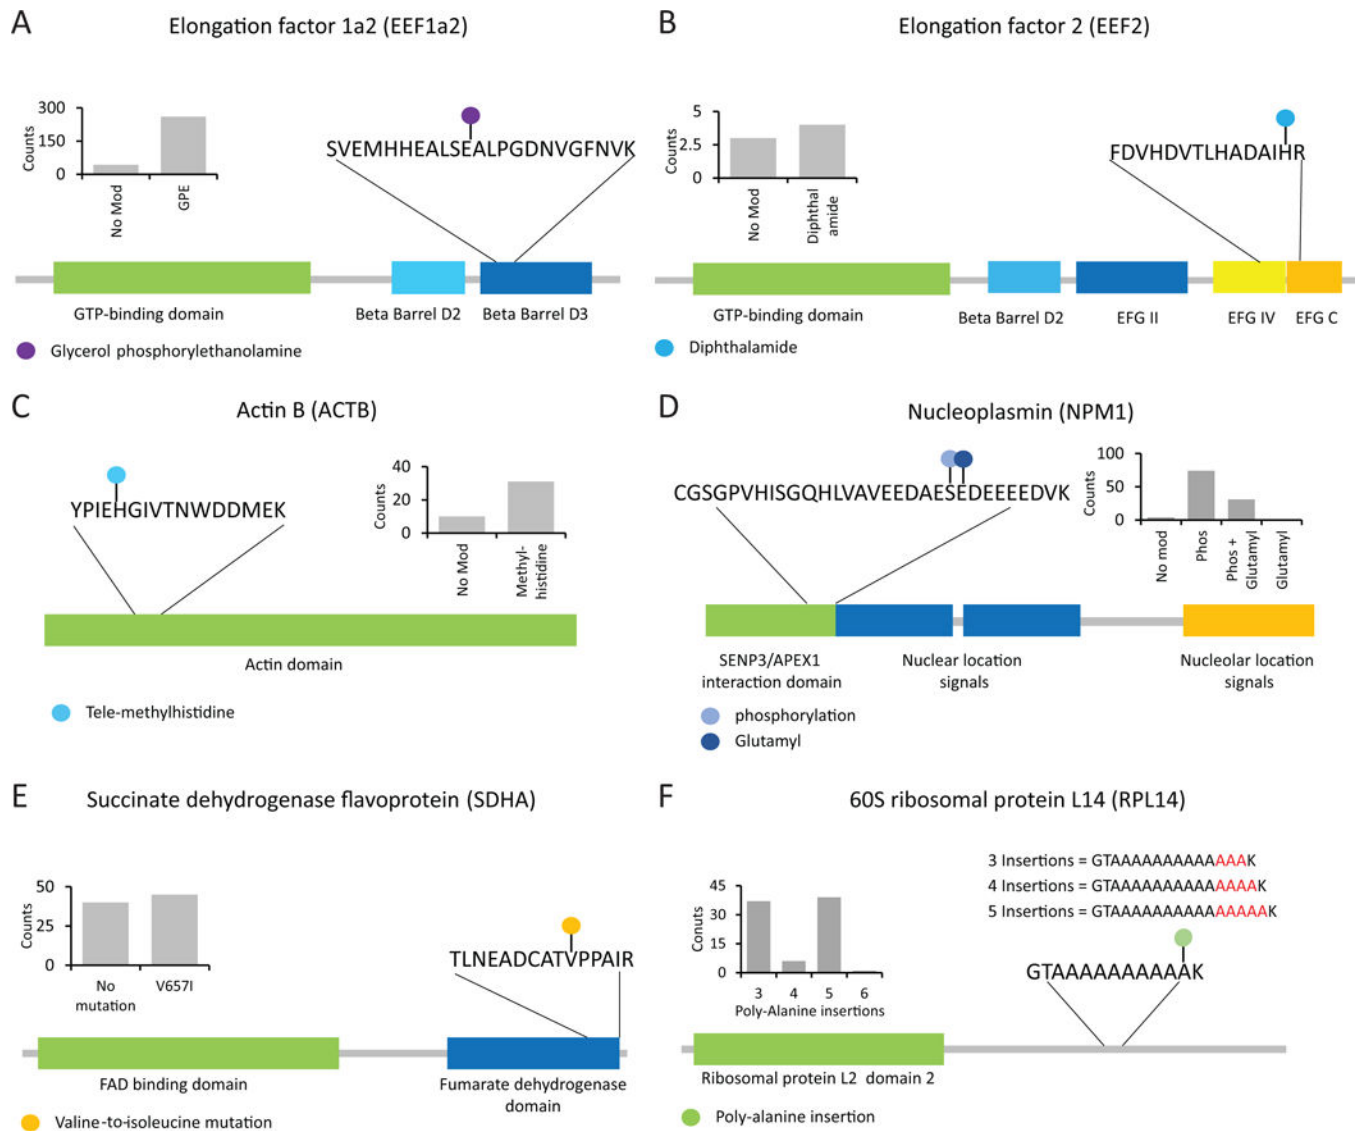 A
Elongation factor 1a2 (EEF1a2)
300
150
0
Counts
No Mod
GPE
SVEMHHEALSEALPGDNVGFNVK
GTP-binding domain
Beta Barrel D2
Beta Barrel D3
Glycerol phosphorylethanolamine
B
Elongation factor 2 (EEF2)
5
2.5
0
Counts
No Mod
Diphthal
amide
FDVHDVTLHADAIHR
GTP-binding domain
Beta Barrel D2
EFG II
EFG IV
EFG C
Diphthalamide
C
Actin B (ACTB)
YPIEHGIVTNWDDMEK
40
20
0
Counts
No Mod
Methyl-
histidine
Actin domain
Tele-methylhistidine
D
Nucleoplasmin (NPM1)
CGSGPVHISGQHLVAVEEDAESEDEEEEDVK
100
50
0
Counts
No mod
Phos
Phos +
Glutamyl
Glutamyl
SENP3/APEX1
interaction domain
Nuclear location
signals
Nucleolar location
signals
phosphorylation
Glutamyl
E
Succinate dehydrogenase flavoprotein (SDHA)
50
25
0
Counts
No
mutation
V657I
TLNEADCATVPPAIR
FAD binding domain
Fumarate dehydrogenase
domain
Valine-to-isoleucine mutation
F
60S ribosomal protein L14 (RPL14)
3 Insertions = GTAAAAAAAAAAAAAK
4 Insertions = GTAAAAAAAAAAAAAAK
5 Insertions = GTAAAAAAAAAAAAAAAK
45
30
15
0
Conuts
3
4
5
6
Poly-Alanine insertions
GTAAAAAAAAAAK
Ribosomal protein L2 domain 2
Poly-alanine insertion